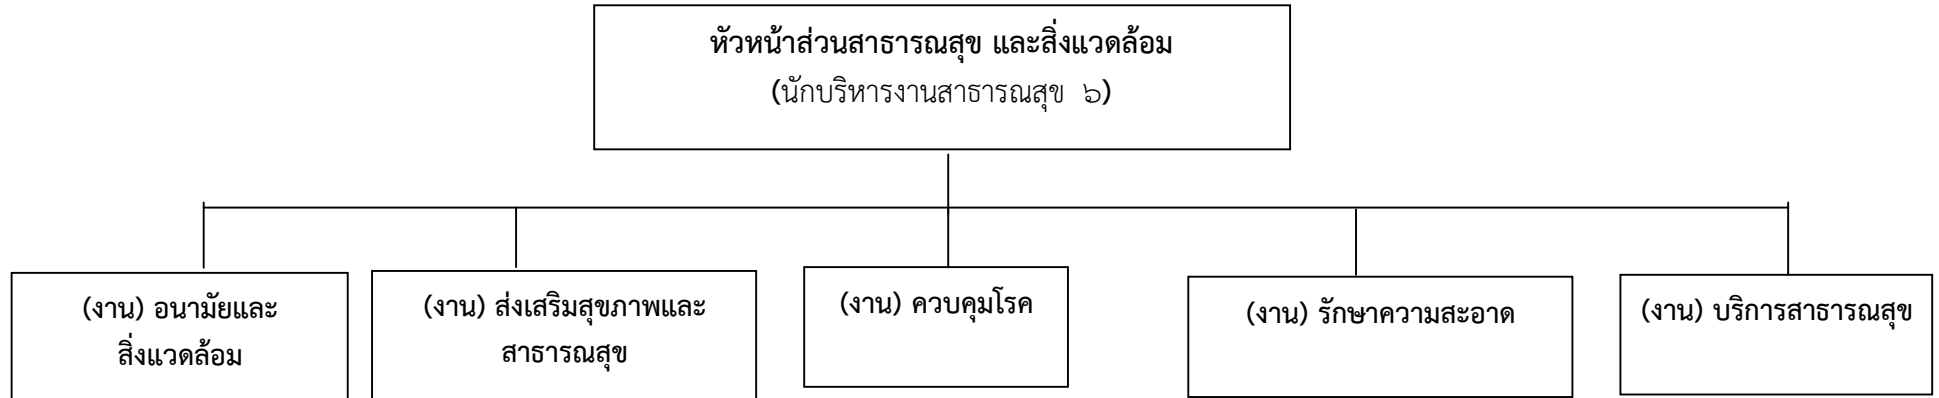 หัวหน้าส่วนสาธารณสุข และสิ่งแวดล้อม
(นักบริหารงานสาธารณสุข ๖)
(งาน) อนามัยและ
สิ่งแวดล้อม
(งาน) ส่งเสริมสุขภาพและ
สาธารณสุข
(งาน) ควบคุมโรค
(งาน) รักษาความสะอาด
(งาน) บริการสาธารณสุข